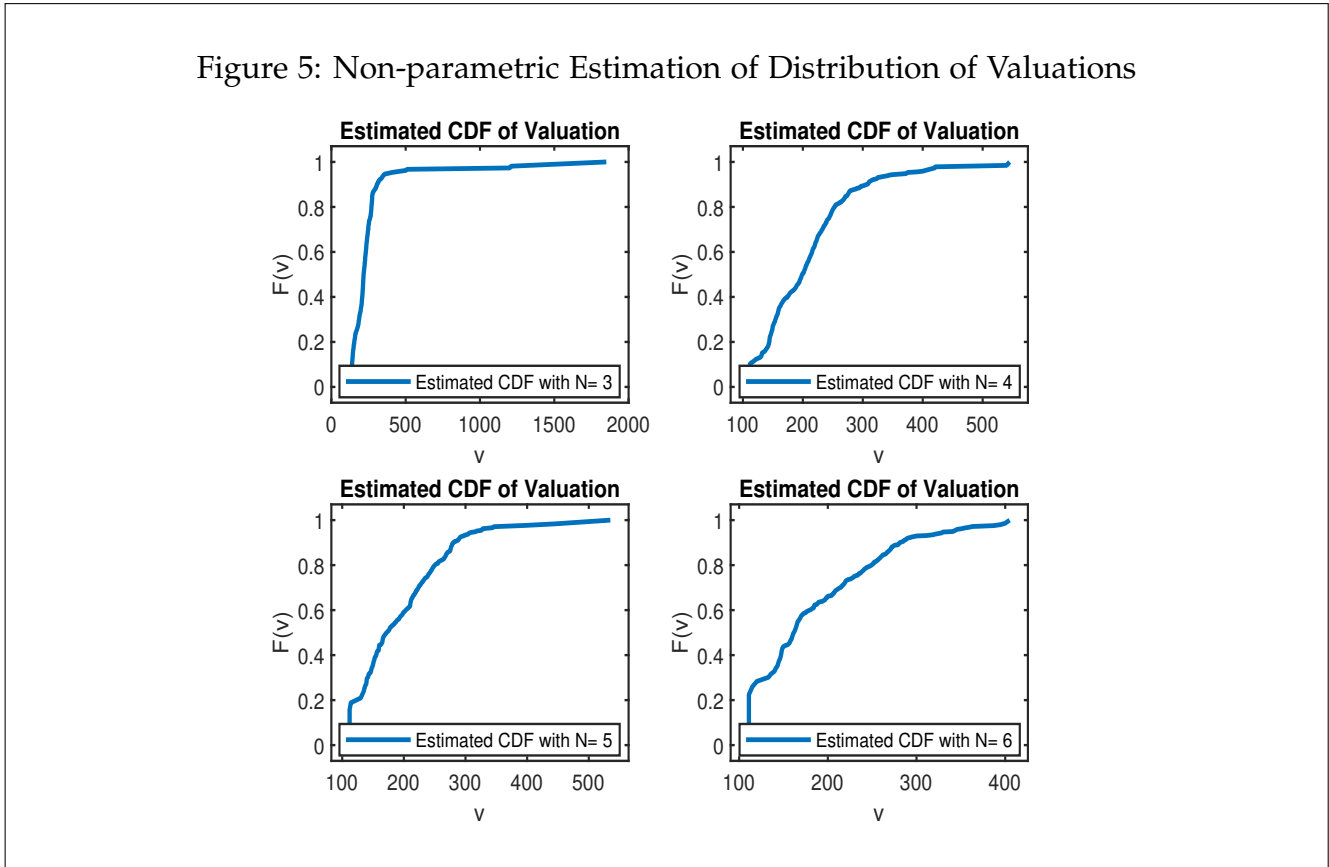 Figure 5: Non-parametric Estimation of Distribution of Valuations
Estimated CDF of Valuation
1
0.8
0.6
0.4
0.2
0
F(v)
Estimated CDF with N= 3
0 500 1000 1500 2000
v
Estimated CDF of Valuation
1
0.8
0.6
0.4
0.2
0
F(v)
Estimated CDF with N= 4
100 200 300 400 500
v
Estimated CDF of Valuation
1
0.8
0.6
0.4
0.2
0
F(v)
Estimated CDF with N= 5
100 200 300 400 500
v
Estimated CDF of Valuation
1
0.8
0.6
0.4
0.2
0
F(v)
Estimated CDF with N= 6
100 200 300 400
v